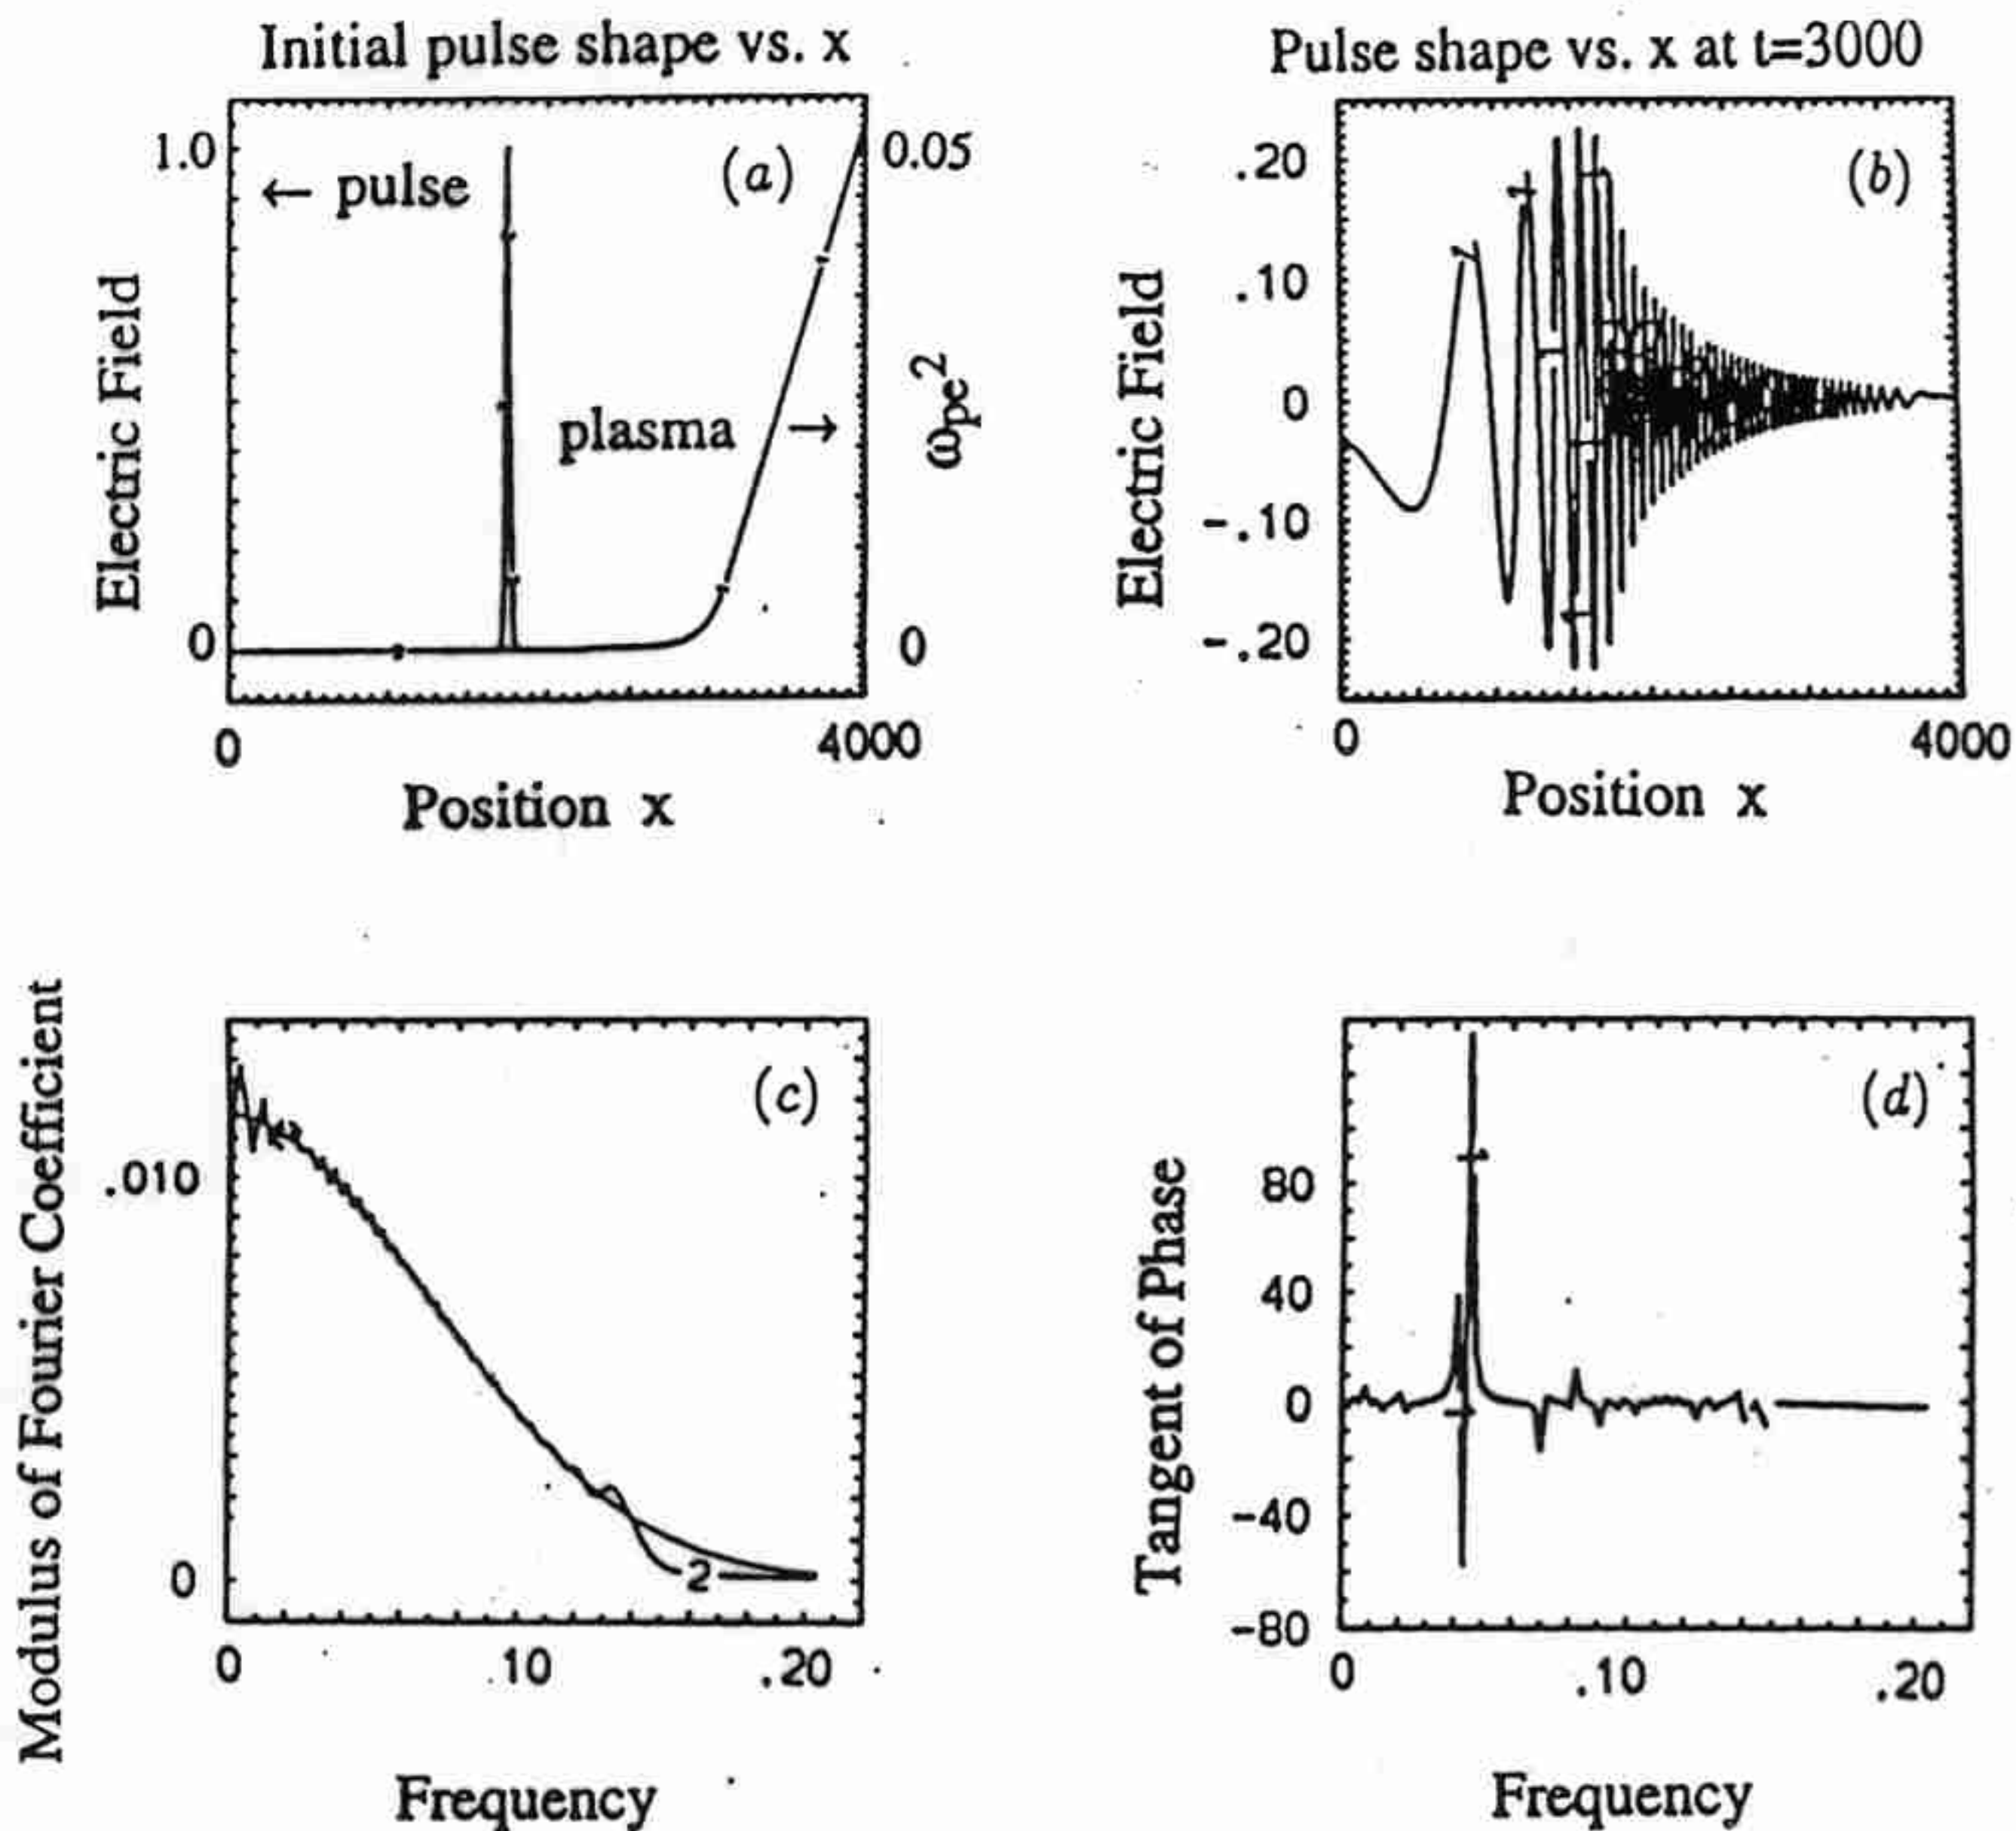 Initial pulse shape vs. x
1.0
← pulse
(a)
0.05
Electric Field
plasma →
ωpe²
0
0
0
4000
Position x
Pulse shape vs. x at t=3000
.20
(b)
.10
Electric Field
0
-.10
-.20
0
4000
Position x
(c)
Modulus of Fourier Coefficient
.010
2
0
0
.10
.20
Frequency
(d)
Tangent of Phase
80
40
0
-40
-80
0
.10
.20
Frequency